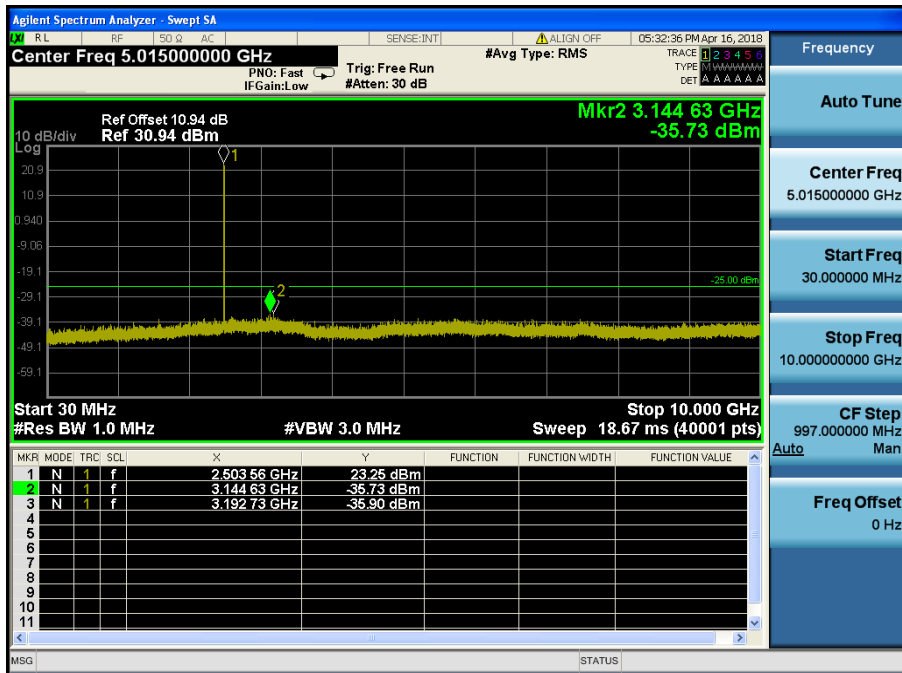 Agilent Spectrum Analyzer - Swept SA
LXI RL RF 50 Ω AC SENSE:INT ALIGN OFF 05:32:36 PM Apr 16, 2018
Center Freq 5.015000000 GHz
#Avg Type: RMS
TRACE 1 2 3 4 5 6
PNO: Fast Trig: Free Run
TYPE M WWWWW
IFGain:Low #Atten: 30 dB
DET A A A A A A
Frequency
Mkr2 3.144 63 GHz
-35.73 dBm
Ref Offset 10.94 dB
10 dB/div Ref 30.94 dBm
Log
1
20.9
10.9
0.940
-9.06
-19.1
-25.00 dBm
-29.1
2
-39.1
-49.1
-59.1
Start 30 MHz Stop 10.000 GHz
#Res BW 1.0 MHz #VBW 3.0 MHz Sweep 18.67 ms (40001 pts)
MKR MODE TRC SCL X Y FUNCTION FUNCTION WIDTH FUNCTION VALUE
1 N 1 f 2.503 56 GHz 23.25 dBm
2 N 1 f 3.144 63 GHz -35.73 dBm
3 N 1 f 3.192 73 GHz -35.90 dBm
4
5
6
7
8
9
10
11
MSG STATUS
Auto Tune
Center Freq
5.015000000 GHz
Start Freq
30.000000 MHz
Stop Freq
10.000000000 GHz
CF Step
997.000000 MHz
Auto Man
Freq Offset
0 Hz